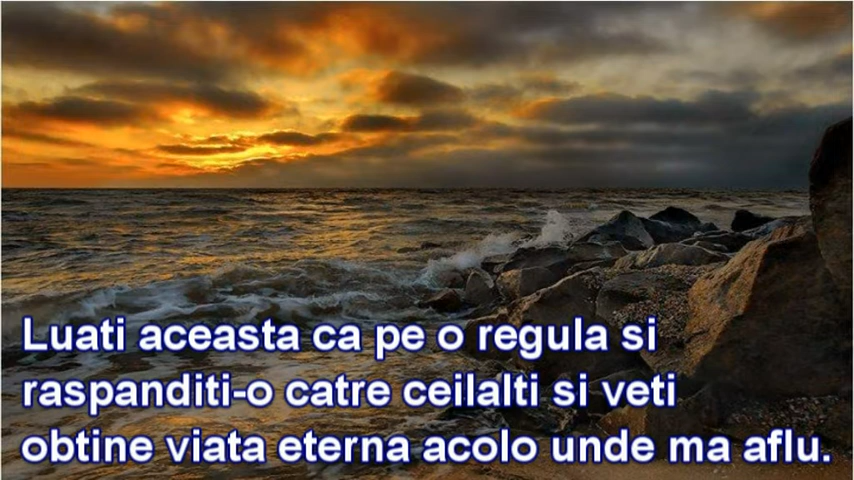 Luati aceasta ca pe o regula si
raspanditi-o catre ceilalti si veti
obtine viata eterna acolo unde ma aflu.